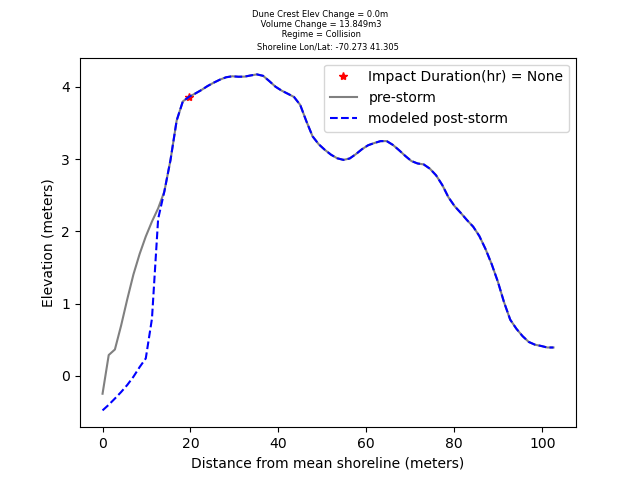 Dune Crest Elev Change = 0.0m
Volume Change = 13.849m3
Regime = Collision
Shoreline Lon/Lat: -70.273 41.305
Impact Duration(hr) = None
pre-storm
modeled post-storm
4
3
2
1
0
Elevation (meters)
0 20 40 60 80 100
Distance from mean shoreline (meters)